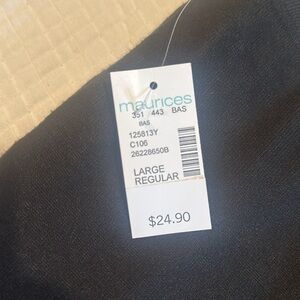 maurices
351 443 BAS
BAS
125813Y
C106
26228650B
LARGE
REGULAR
$24.90